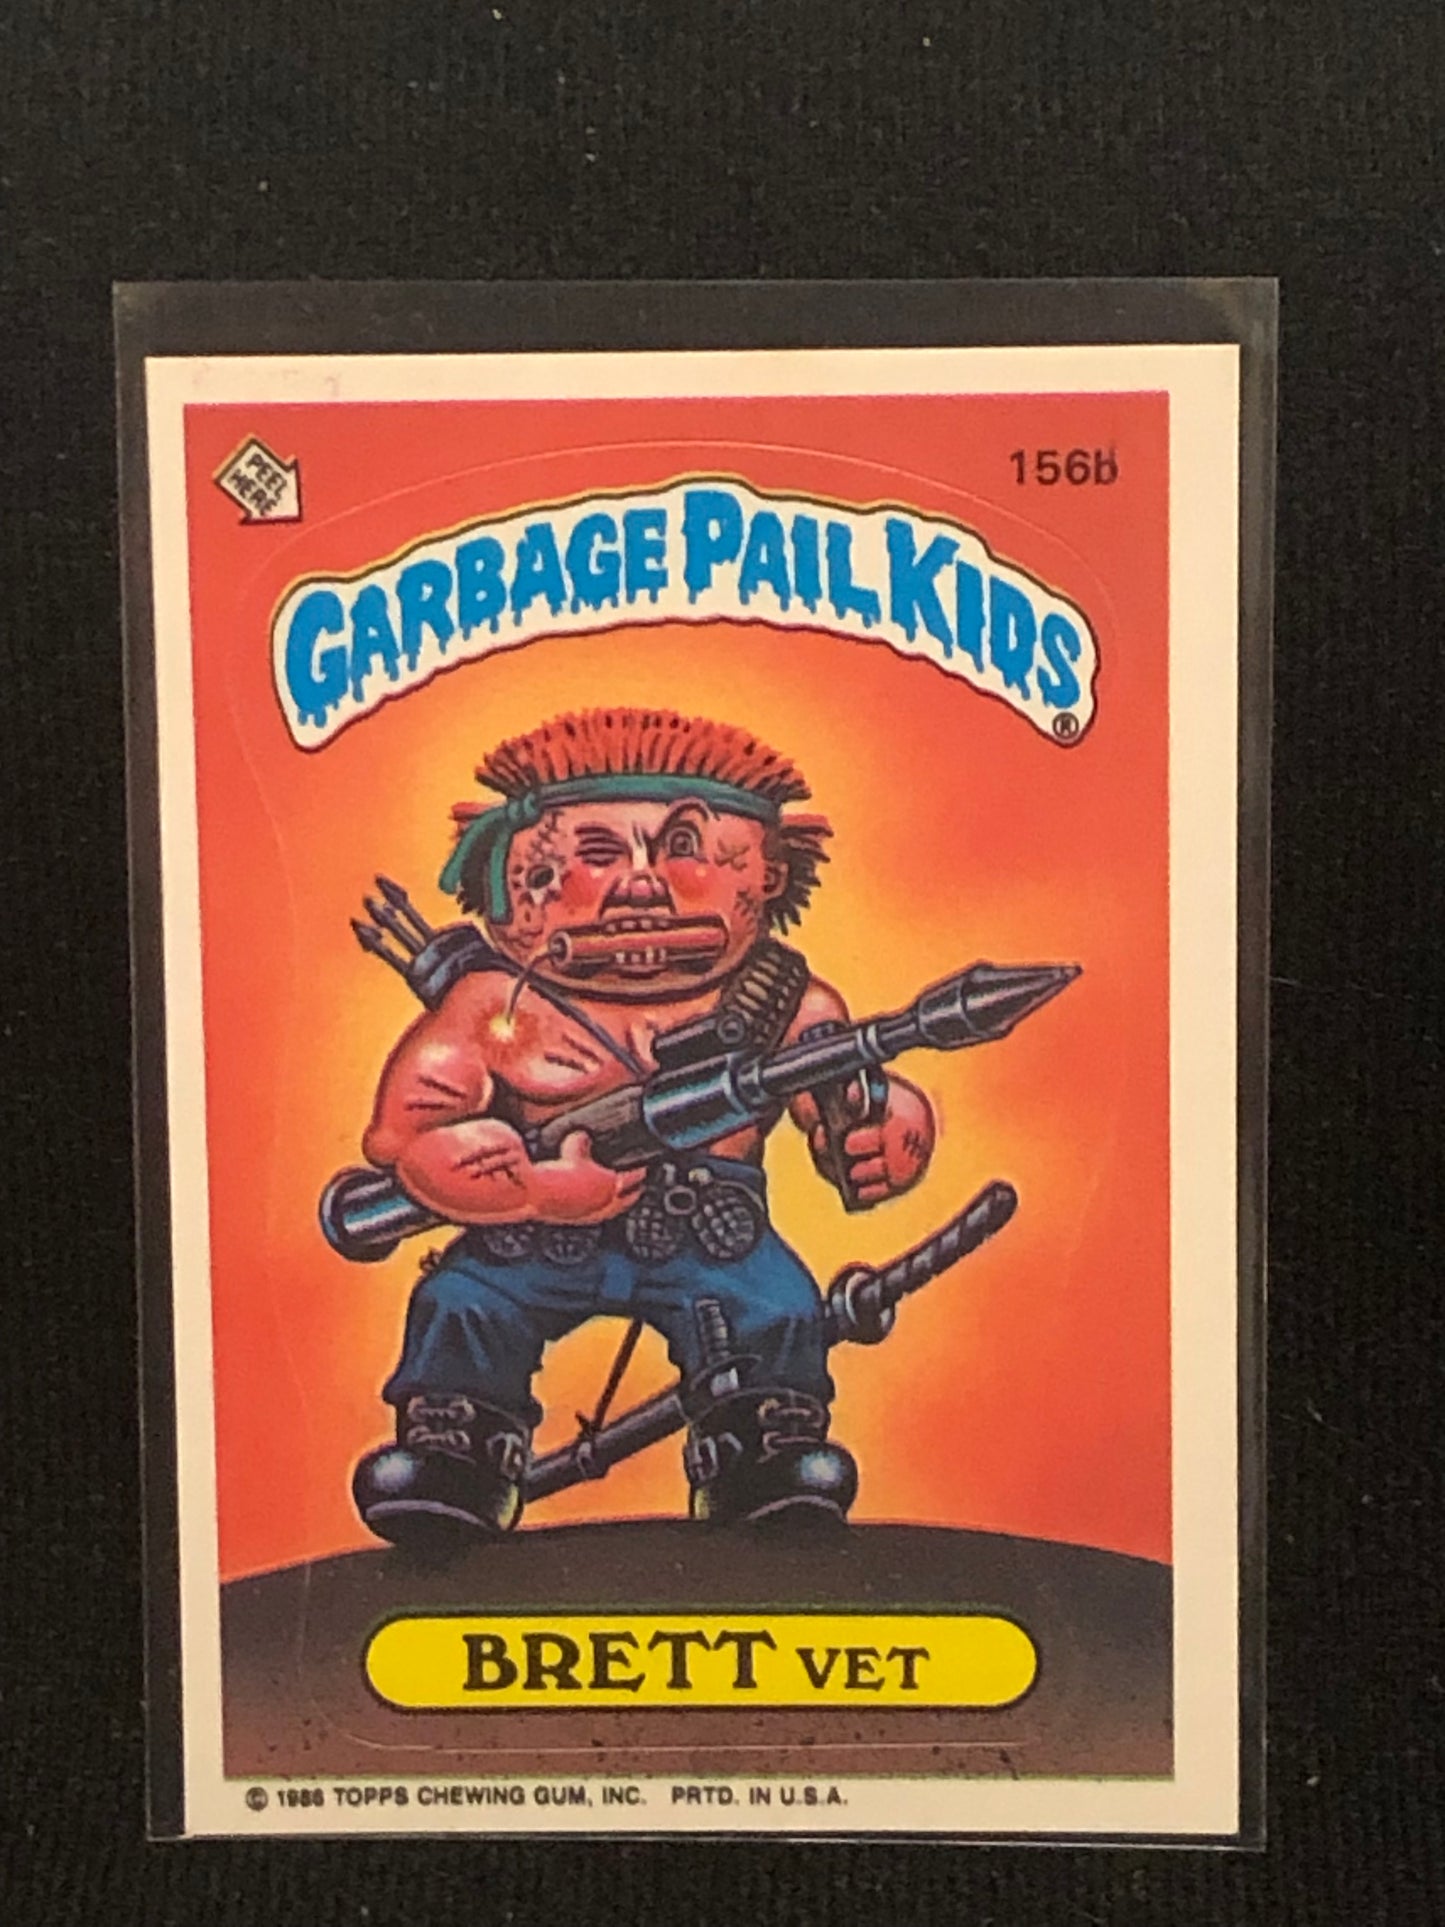 PEEL
HERE
156b
GARBAGE PAIL KIDS®
BRETT VET
© 1986 TOPPS CHEWING GUM, INC. PRTD. IN U.S.A.